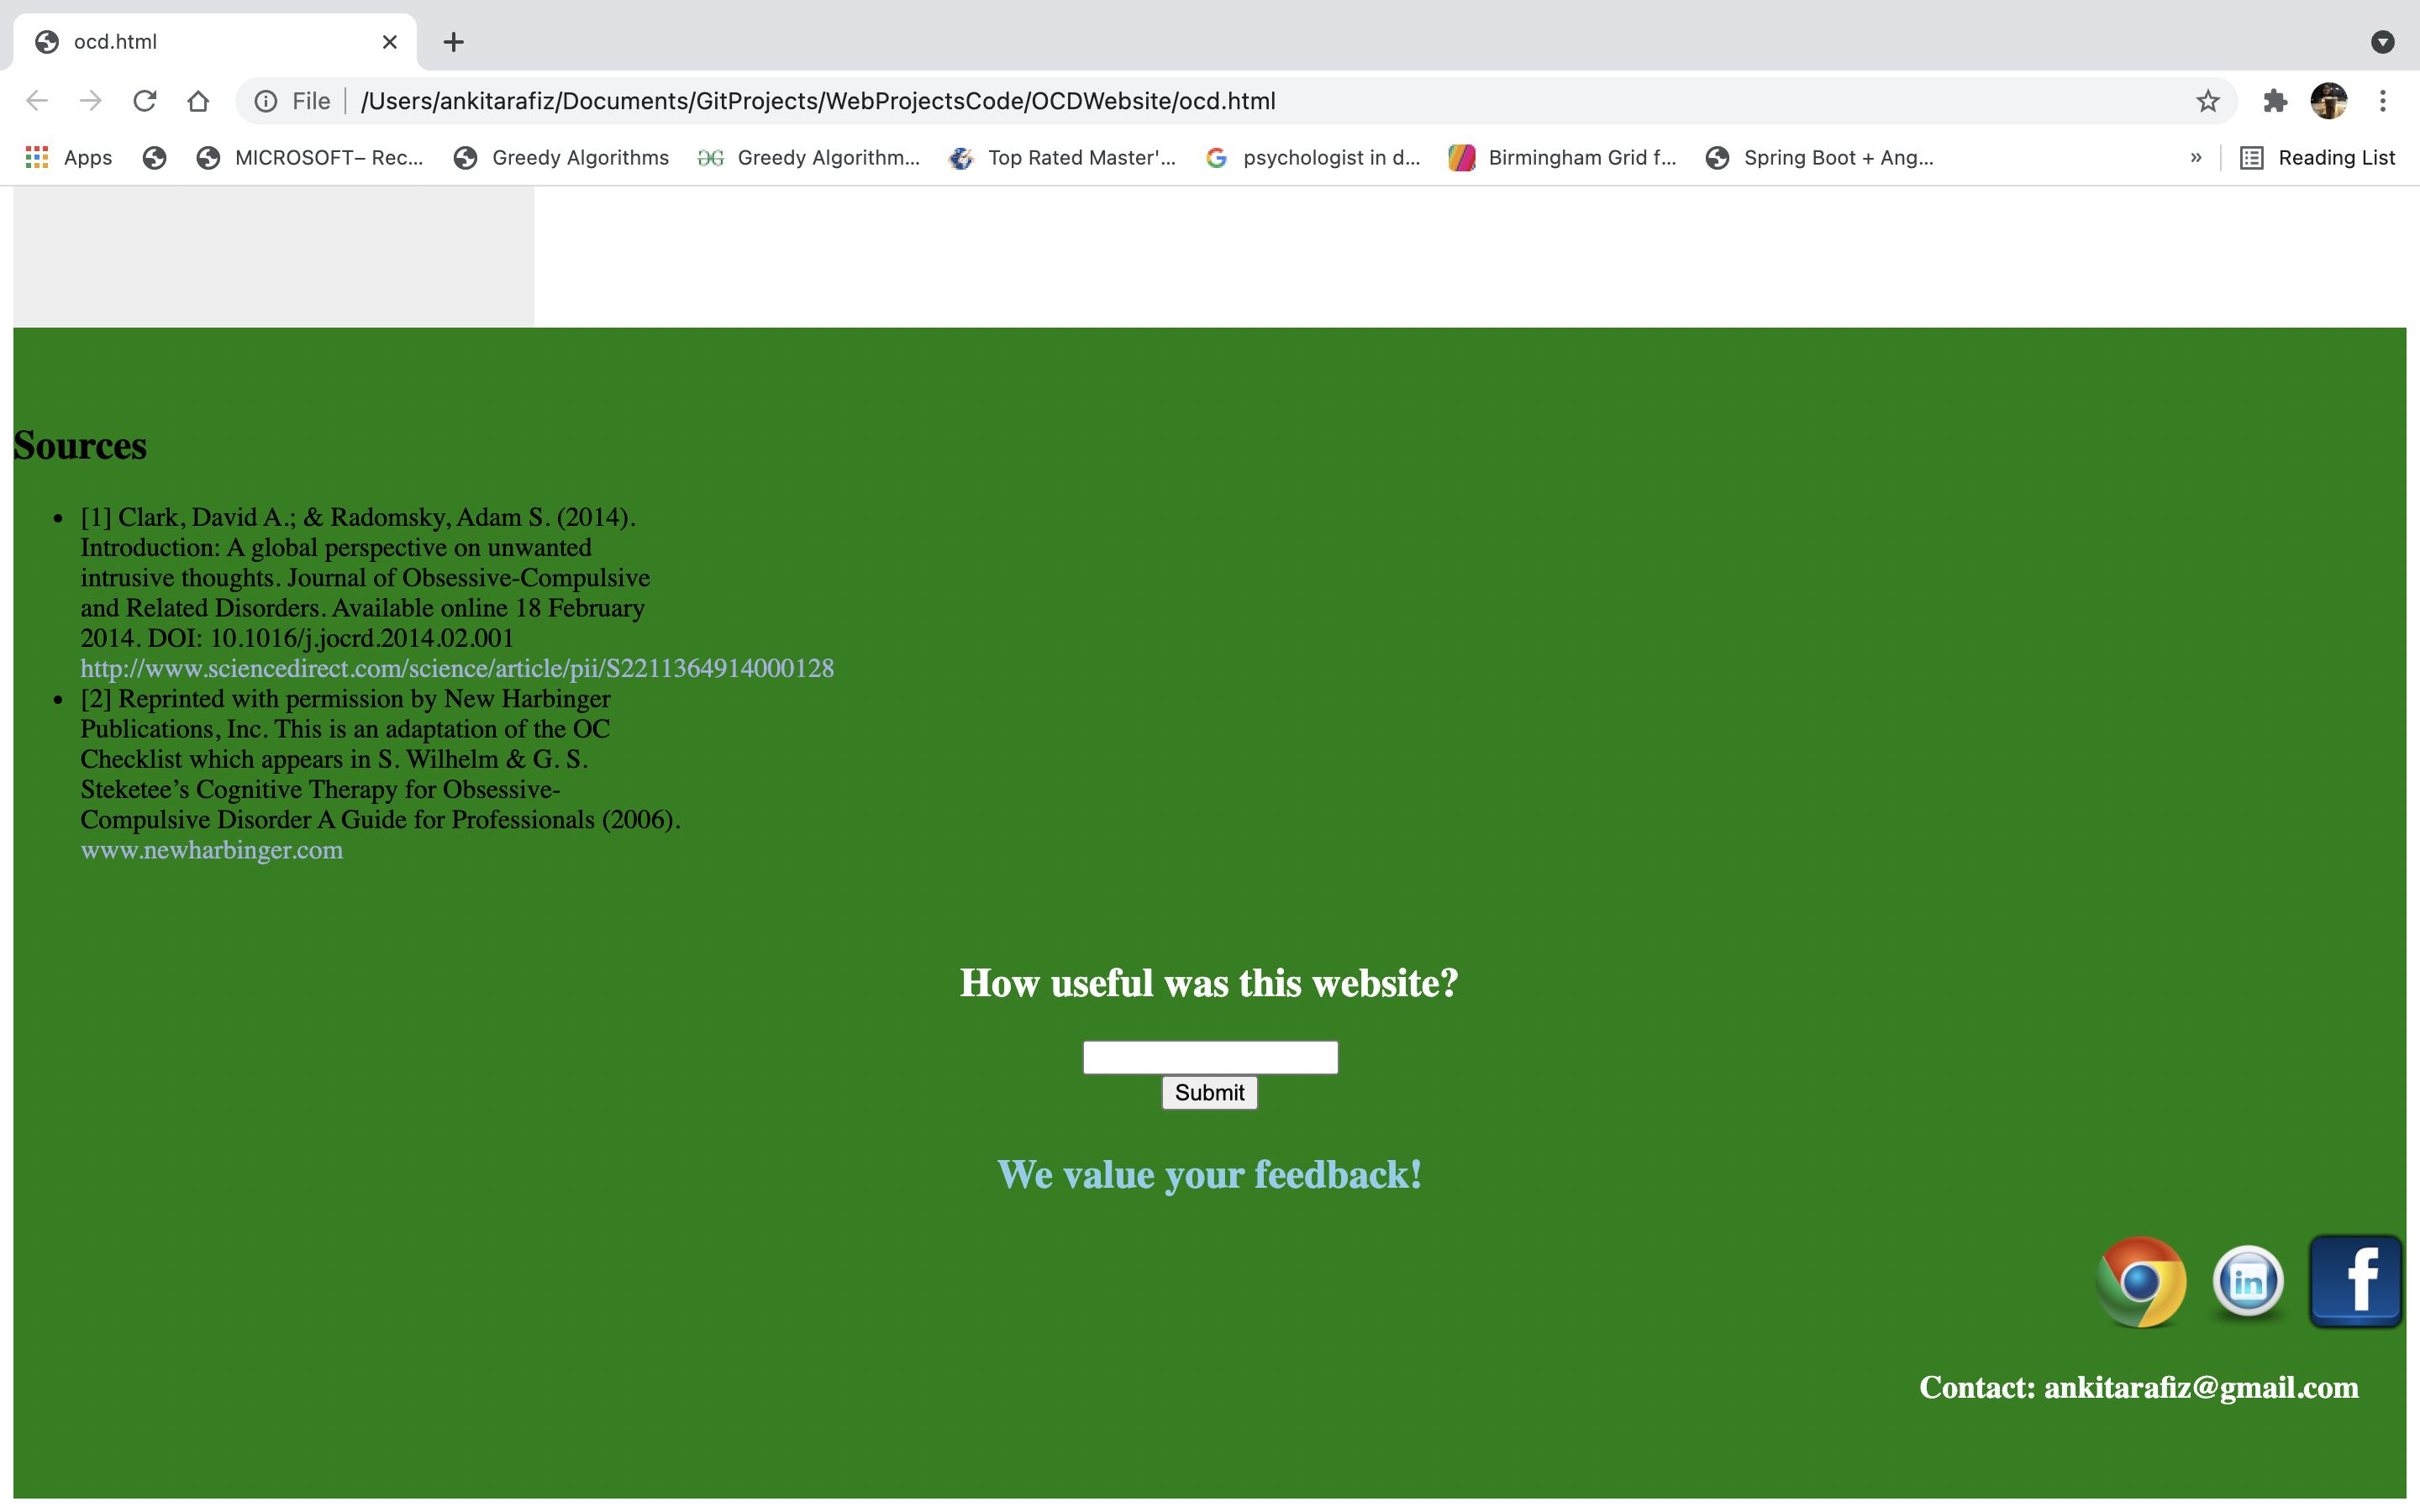 ocd.html
File /Users/ankitarafiz/Documents/GitProjects/WebProjectsCode/OCDWebsite/ocd.html
Apps MICROSOFT– Rec... Greedy Algorithms Greedy Algorithm... Top Rated Master'... psychologist in d... Birmingham Grid f... Spring Boot + Ang... » Reading List
Sources
• [1] Clark, David A.; & Radomsky, Adam S. (2014).
Introduction: A global perspective on unwanted
intrusive thoughts. Journal of Obsessive-Compulsive
and Related Disorders. Available online 18 February
2014. DOI: 10.1016/j.jocrd.2014.02.001
http://www.sciencedirect.com/science/article/pii/S2211364914000128
• [2] Reprinted with permission by New Harbinger
Publications, Inc. This is an adaptation of the OC
Checklist which appears in S. Wilhelm & G. S.
Steketee’s Cognitive Therapy for Obsessive-
Compulsive Disorder A Guide for Professionals (2006).
www.newharbinger.com
How useful was this website?
Submit
We value your feedback!
in f
Contact: ankitarafiz@gmail.com